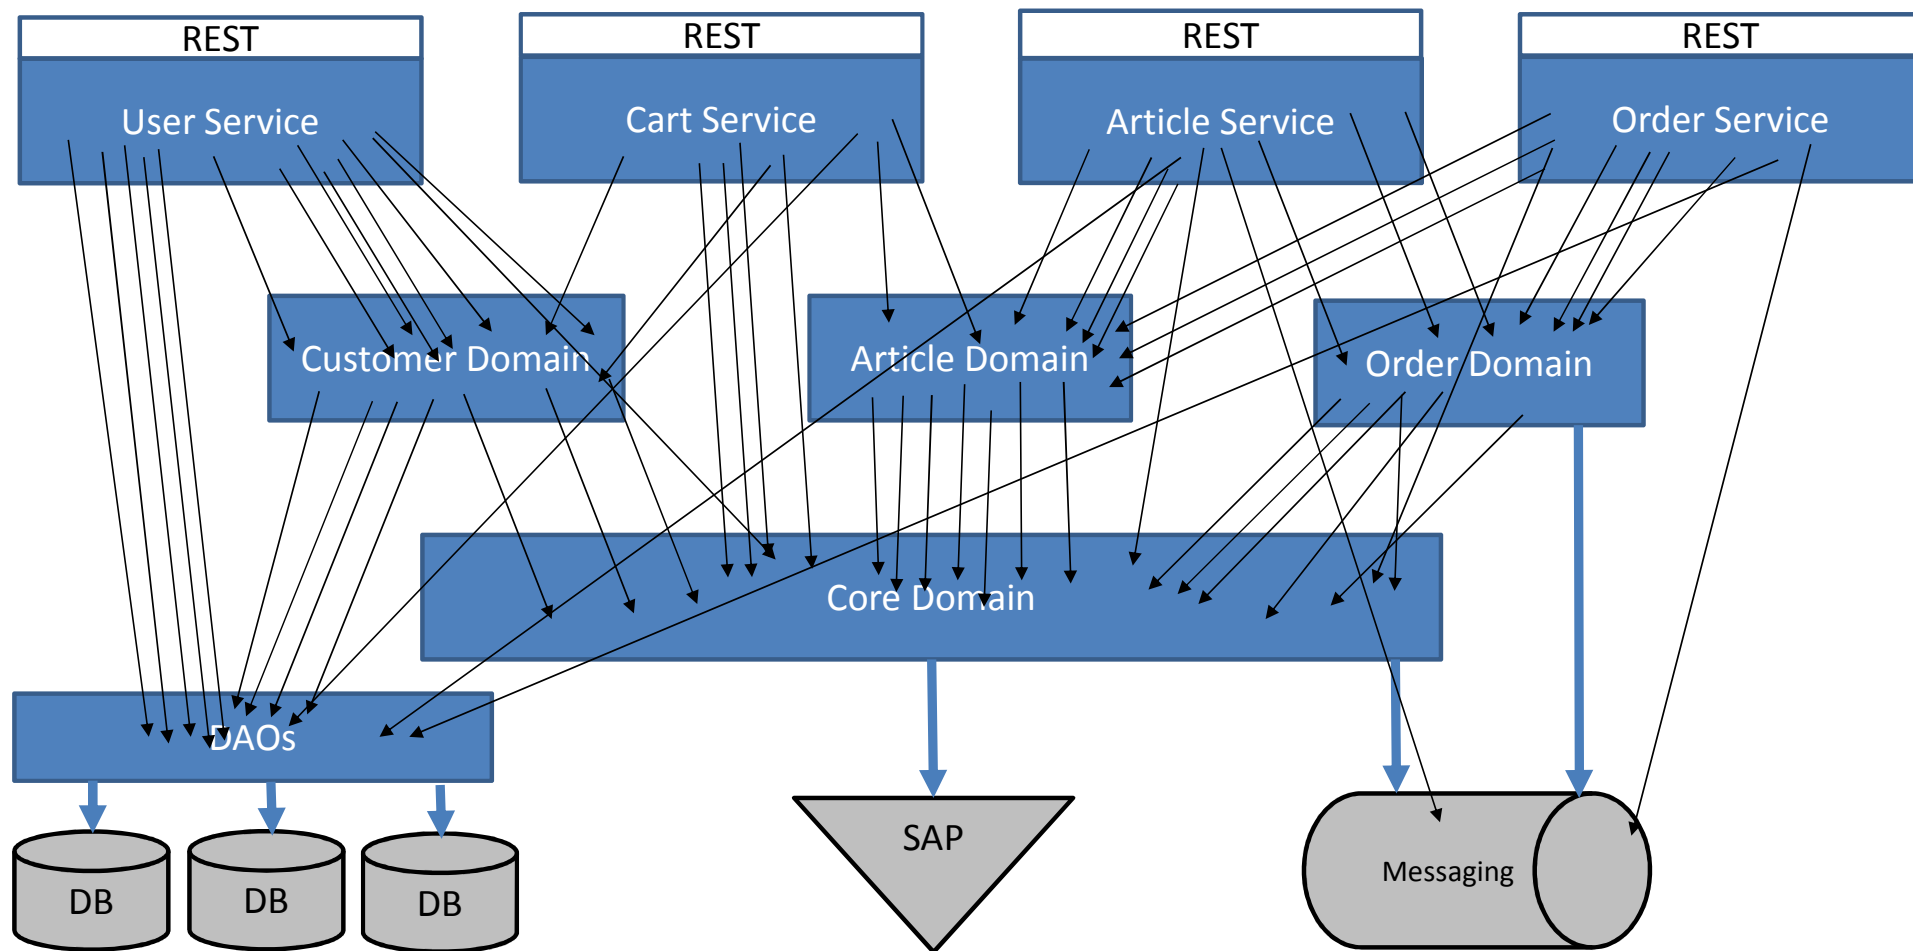 REST
REST
REST
REST
User Service
Cart Service
Article Service
Order Service
Customer Domain
Article Domain
Order Domain
Core Domain
DAOs
SAP
Messaging
DB
DB
DB